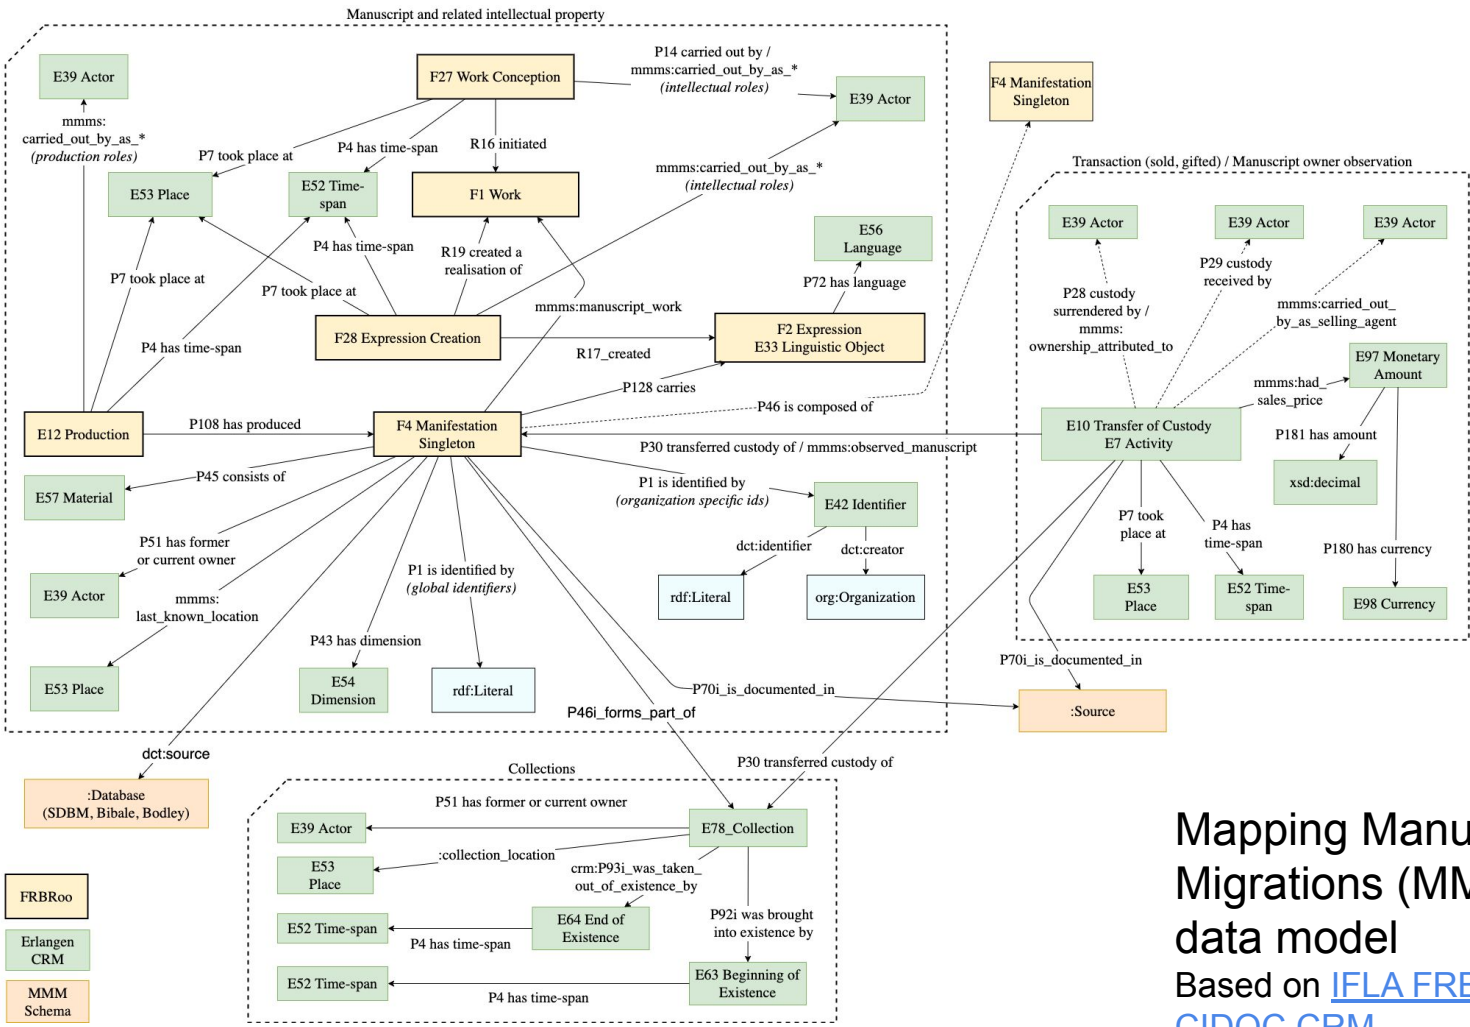 Manuscript and related intellectual property
E39 Actor
F27 Work Conception
P14 carried out by /
mmms:carried_out_by_as_*
(intellectual roles)
E39 Actor
F4 Manifestation
Singleton
mmms:
carried_out_by_as_*
(production roles)
P7 took place at
P4 has time-span
R16 initiated
mmms:carried_out_by_as_*
(intellectual roles)
Transaction (sold, gifted) / Manuscript owner observation
E53 Place
E52 Time-
span
F1 Work
E39 Actor
E39 Actor
E39 Actor
E56
Language
P4 has time-span
R19 created a
realisation of
P7 took place at
P7 took place at
P72 has language
P29 custody
received by
P28 custody
surrendered by /
mmms:
ownership_attributed_to
mmms:carried_out_
by_as_selling_agent
mmms:manuscript_work
F28 Expression Creation
R17_created
F2 Expression
E33 Linguistic Object
P4 has time-span
E97 Monetary
Amount
mmms:had_
sales_price
P128 carries
P46 is composed of
E12 Production
P108 has produced
F4 Manifestation
Singleton
E10 Transfer of Custody
E7 Activity
P30 transferred custody of / mmms:observed_manuscript
P181 has amount
xsd:decimal
P45 consists of
E57 Material
P1 is identified by
(organization specific ids)
E42 Identifier
P7 took
place at
P4 has
time-span
P51 has former
or current owner
dct:identifier
dct:creator
P180 has currency
P1 is identified by
(global identifiers)
E39 Actor
rdf:Literal
org:Organization
E53
Place
E52 Time-
span
E98 Currency
mmms:
last_known_location
P43 has dimension
P70i_is_documented_in
E53 Place
E54
Dimension
rdf:Literal
P70i_is_documented_in
:Source
P46i_forms_part_of
dct:source
P30 transferred custody of
Collections
:Database
(SDBM, Bibale, Bodley)
P51 has former or current owner
E39 Actor
E78_Collection
:collection_location
E53
Place
crm:P93i_was_taken_
out_of_existence_by
FRBRoo
E52 Time-span
P4 has time-span
E64 End of
Existence
P92i was brought
into existence by
Erlangen
CRM
E52 Time-span
P4 has time-span
E63 Beginning of
Existence
MMM
Schema
Mapping Manu
Migrations (MM
data model
Based on IFLA FRB
CIDOC CRM